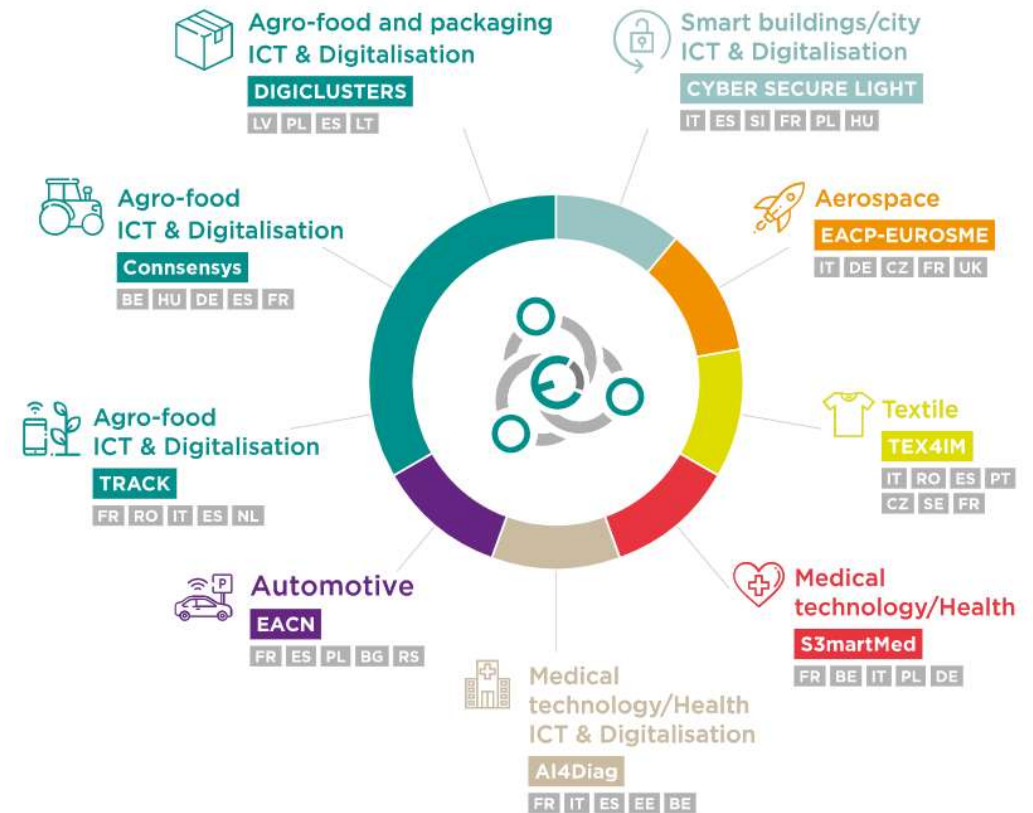 Agro-food and packaging
ICT & Digitalisation
DIGICLUSTERS
LV PL ES LT
Smart buildings/city
ICT & Digitalisation
CYBER SECURE LIGHT
IT ES SI FR PL HU
Agro-food
ICT & Digitalisation
Connsensys
BE HU DE ES FR
Aerospace
EACP-EUROSME
IT DE CZ FR UK
Agro-food
ICT & Digitalisation
TRACK
FR RO IT ES NL
Textile
TEX4IM
IT RO ES PT
CZ SE FR
Automotive
P
EACN
FR ES PL BG RS
Medical
technology/Health
S3martMed
FR BE IT PL DE
Medical
technology/Health
ICT & Digitalisation
AI4Diag
FR IT ES EE BE